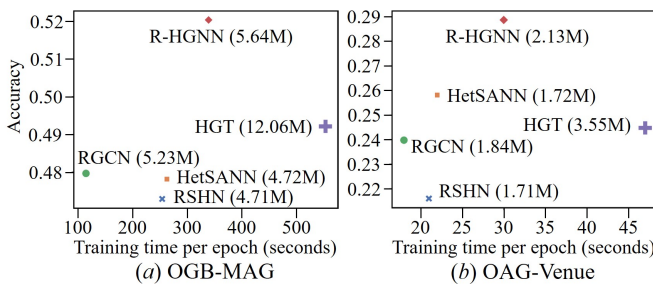 Accuracy
0.52
0.51
0.50
0.49
0.48
R-HGNN (5.64M)
HGT (12.06M)
RGCN (5.23M)
HetSANN (4.72M)
RSHN (4.71M)
100 200 300 400 500
Training time per epoch (seconds)
(a) OGB-MAG
0.29
0.28
0.27
0.26
0.25
0.24
0.23
0.22
R-HGNN (2.13M)
HetSANN (1.72M)
HGT (3.55M)
RGCN (1.84M)
RSHN (1.71M)
20 25 30 35 40 45
Training time per epoch (seconds)
(b) OAG-Venue